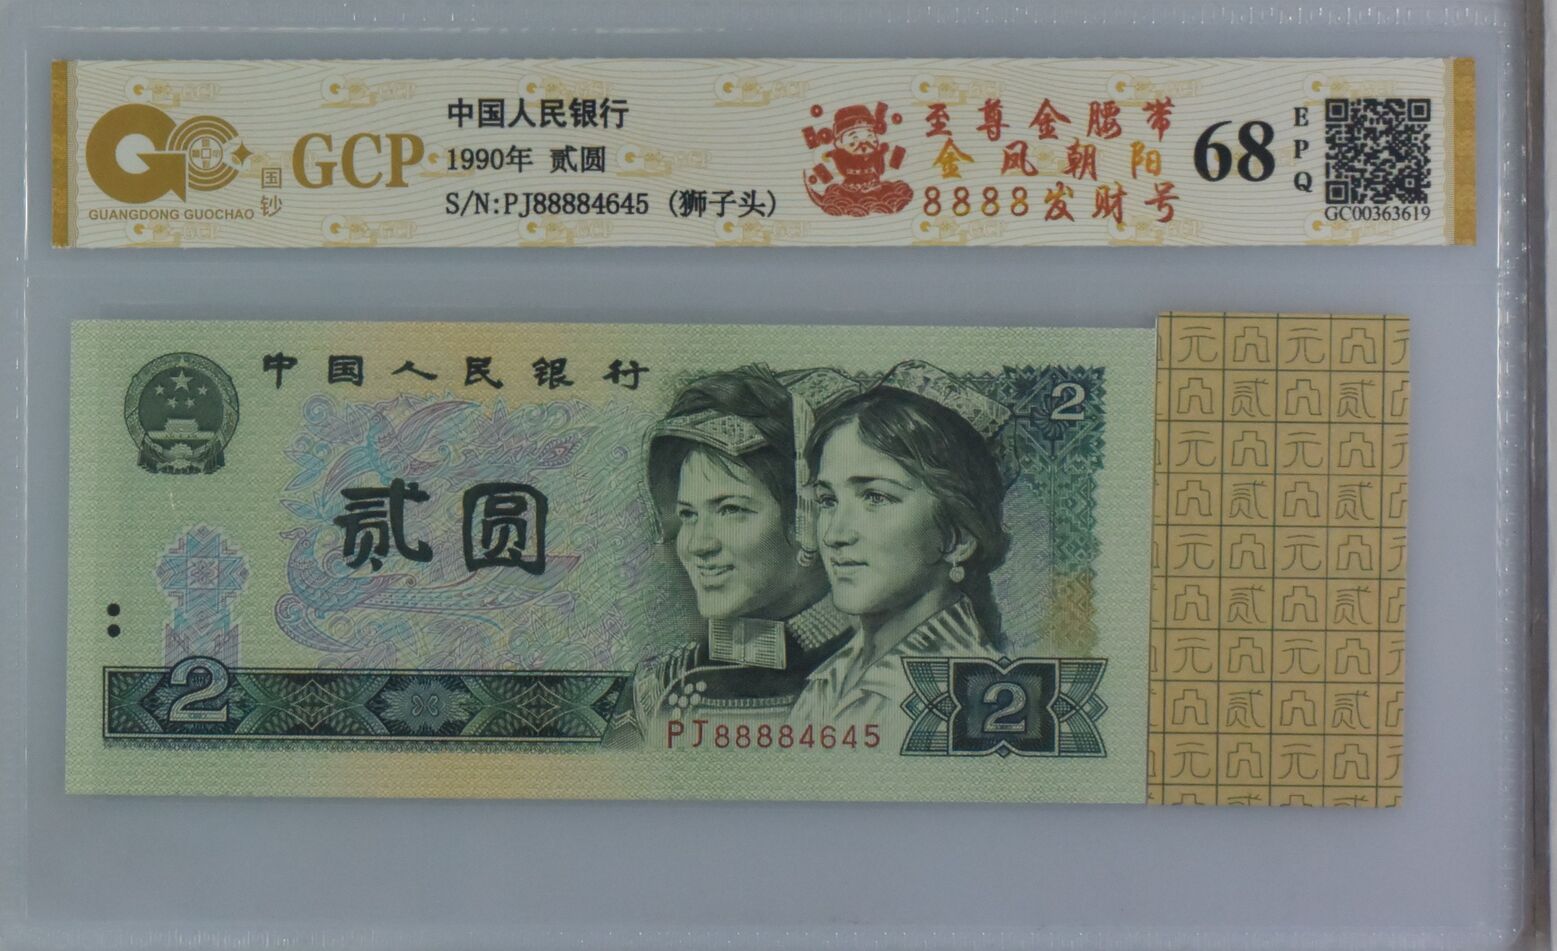 GUANGDONG GUOCHAO
国钞
GCP
中国人民银行
1990年 贰圆
S/N:PJ88884645 (狮子头)
至尊金腰带
金凤朝阳
8888发财号
68
EPQ
GC00363619
中国人民银行
贰圆
2
2
2
PJ88884645